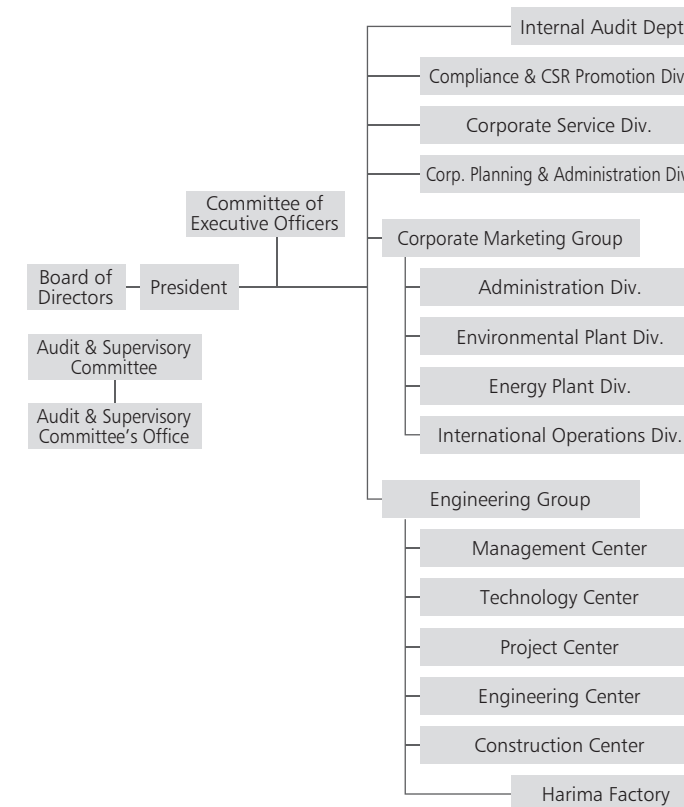 Internal Audit Dept
Compliance & CSR Promotion Div
Corporate Service Div.
Corp. Planning & Administration Div
Committee of
Executive Officers
Corporate Marketing Group
Board of
Directors
President
Administration Div.
Environmental Plant Div.
Audit & Supervisory
Committee
Energy Plant Div.
Audit & Supervisory
Committee’s Office
International Operations Div.
Engineering Group
Management Center
Technology Center
Project Center
Engineering Center
Construction Center
Harima Factory